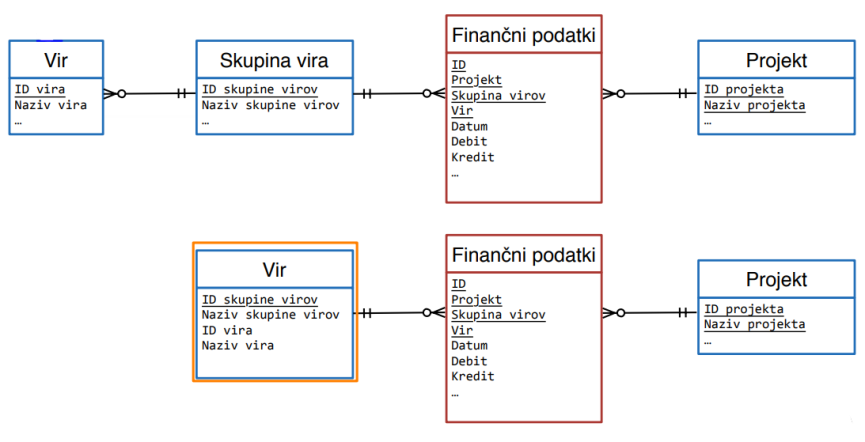 Vir
ID vira
Naziv vira
…
Skupina vira
ID skupine virov
Naziv skupine virov
…
Finančni podatki
ID
Projekt
Skupina virov
Vir
Datum
Debit
Kredit
…
Projekt
ID projekta
Naziv projekta
…
Vir
ID skupine virov
Naziv skupine virov
ID vira
Naziv vira
Finančni podatki
ID
Projekt
Skupina virov
Vir
Datum
Debit
Kredit
…
Projekt
ID projekta
Naziv projekta
…